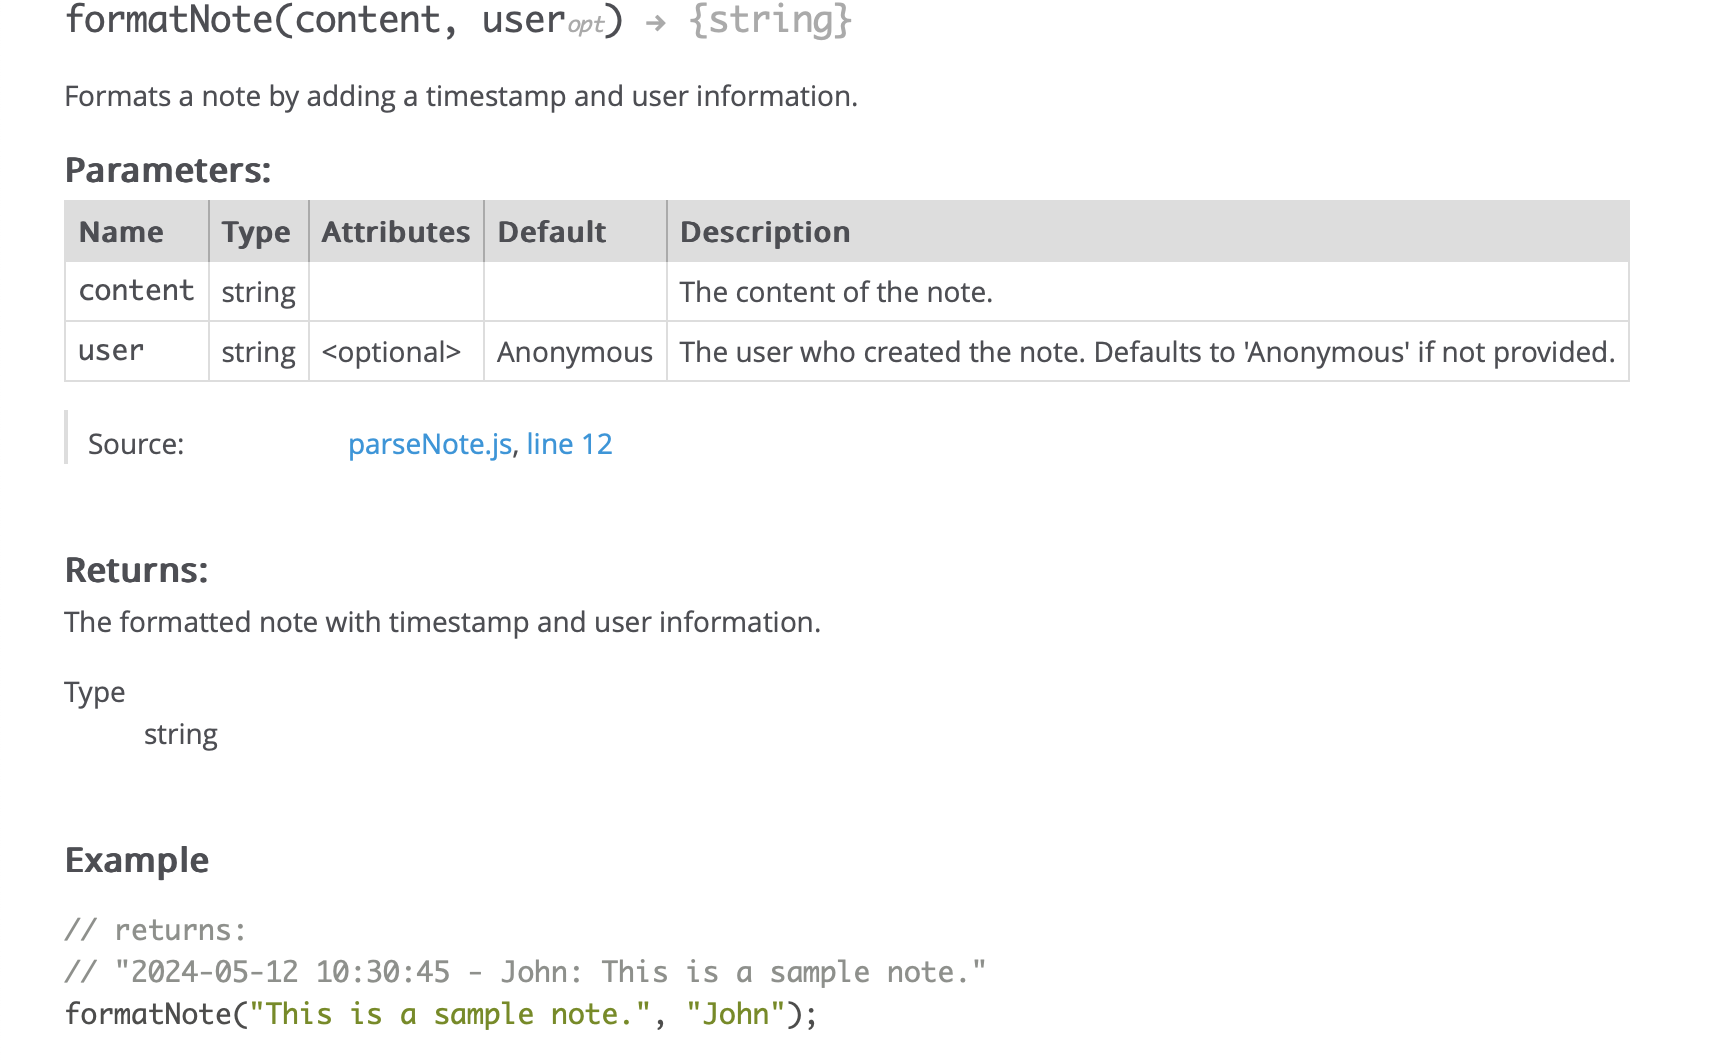 formatNote(content, useropt) → {string}
Formats a note by adding a timestamp and user information.
Parameters:
Name Type Attributes Default Description
content string The content of the note.
user string <optional> Anonymous The user who created the note. Defaults to 'Anonymous' if not provided.
Source: parseNote.js, line 12
Returns:
The formatted note with timestamp and user information.
Type
string
Example
// returns:
// "2024-05-12 10:30:45 - John: This is a sample note."
formatNote("This is a sample note.", "John");